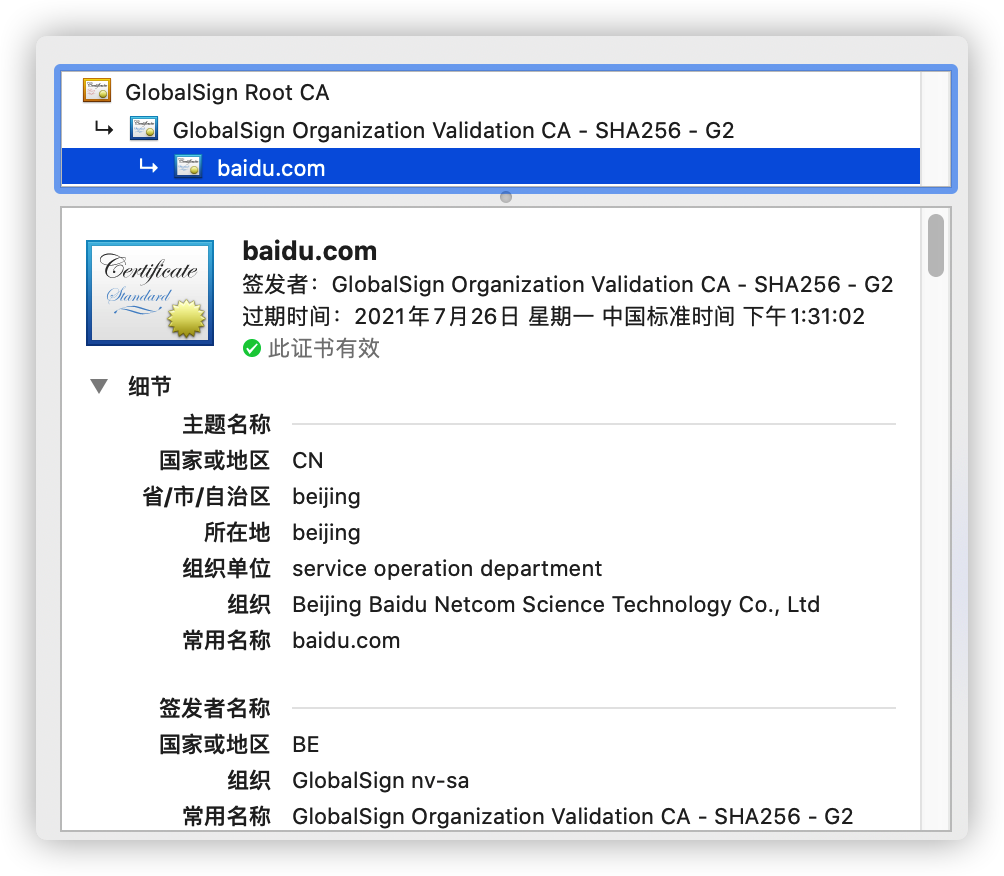 GlobalSign Root CA
GlobalSign Organization Validation CA - SHA256 - G2
baidu.com
Certificate
Standard
baidu.com
签发者：GlobalSign Organization Validation CA - SHA256 - G2
过期时间：2021年7月26日 星期一 中国标准时间 下午1:31:02
此证书有效
细节
主题名称
国家或地区 CN
省/市/自治区 beijing
所在地 beijing
组织单位 service operation department
组织 Beijing Baidu Netcom Science Technology Co., Ltd
常用名称 baidu.com
签发者名称
国家或地区 BE
组织 GlobalSign nv-sa
常用名称 GlobalSign Organization Validation CA - SHA256 - G2